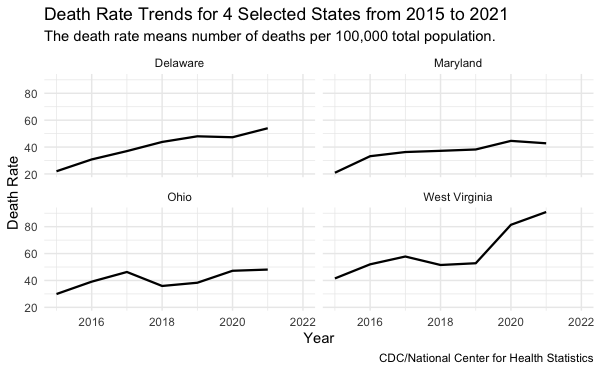 Death Rate Trends for 4 Selected States from 2015 to 2021
The death rate means number of deaths per 100,000 total population.
Delaware
Maryland
80
60
40
20
Death Rate
Ohio
West Virginia
80
60
40
20
2016 2018 2020 2022
2016 2018 2020 2022
Year
CDC/National Center for Health Statistics